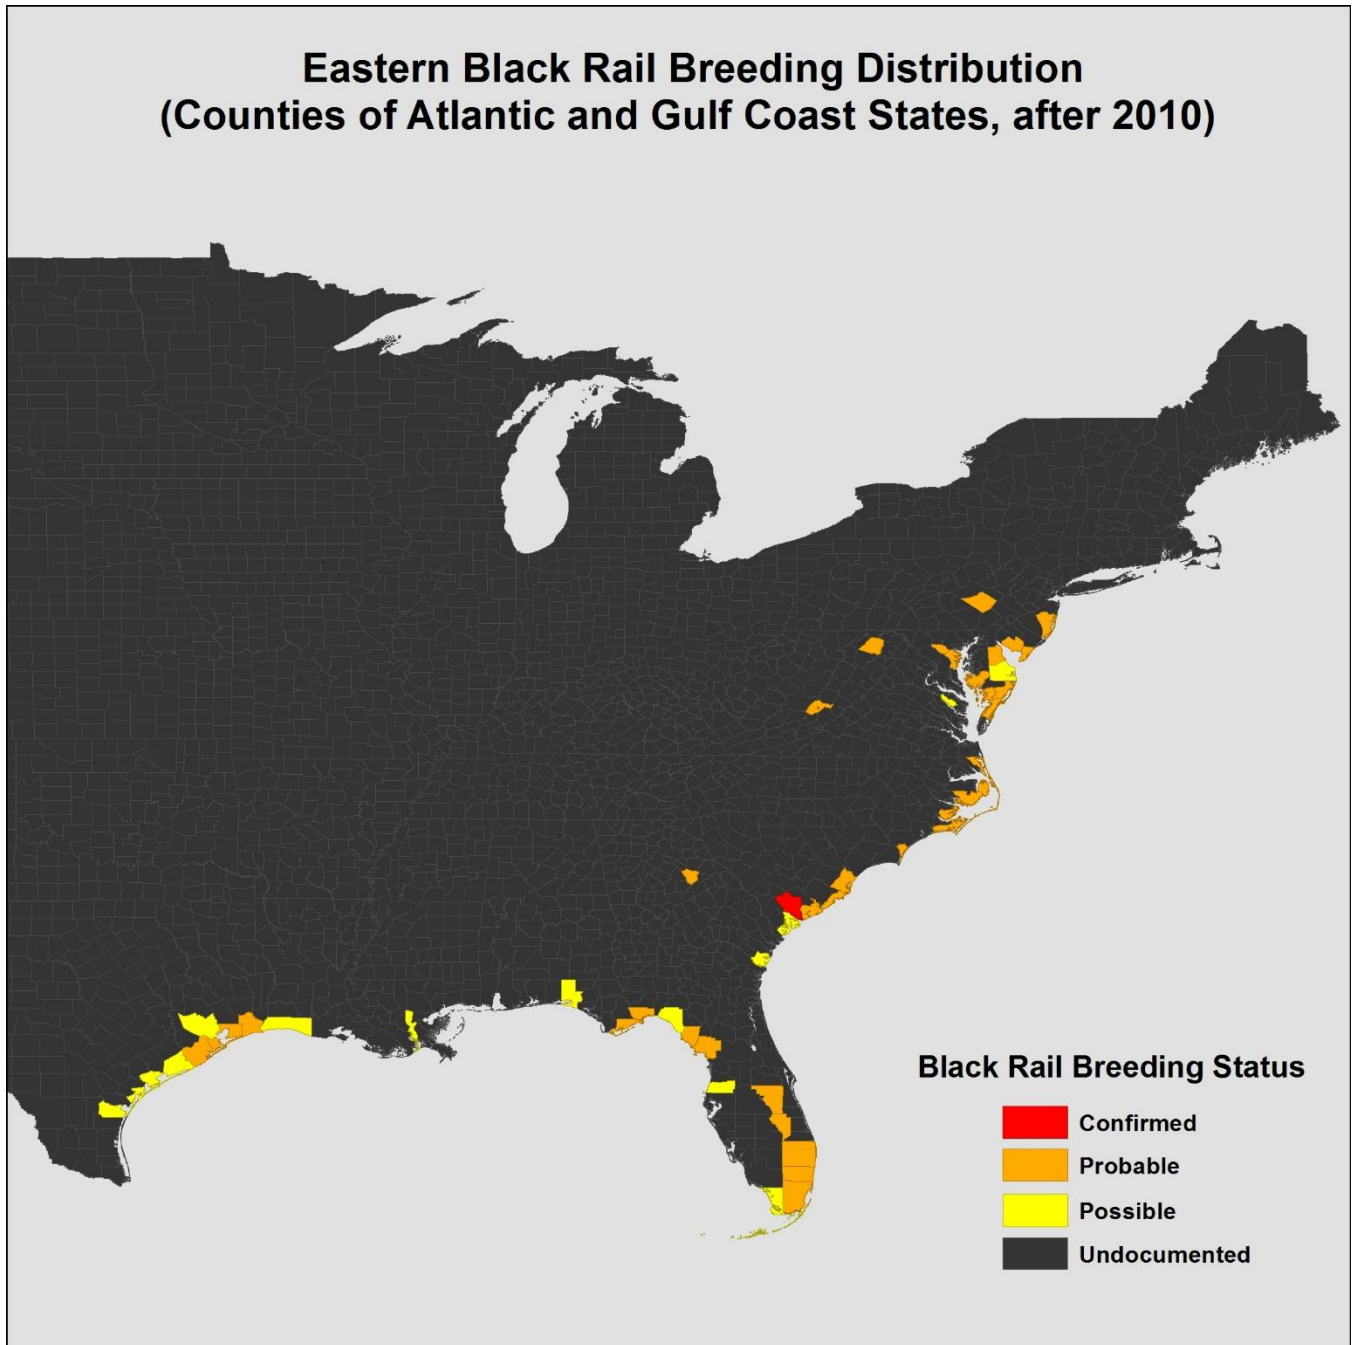 Eastern Black Rail Breeding Distribution
(Counties of Atlantic and Gulf Coast States, after 2010)
Black Rail Breeding Status
Confirmed
Probable
Possible
Undocumented